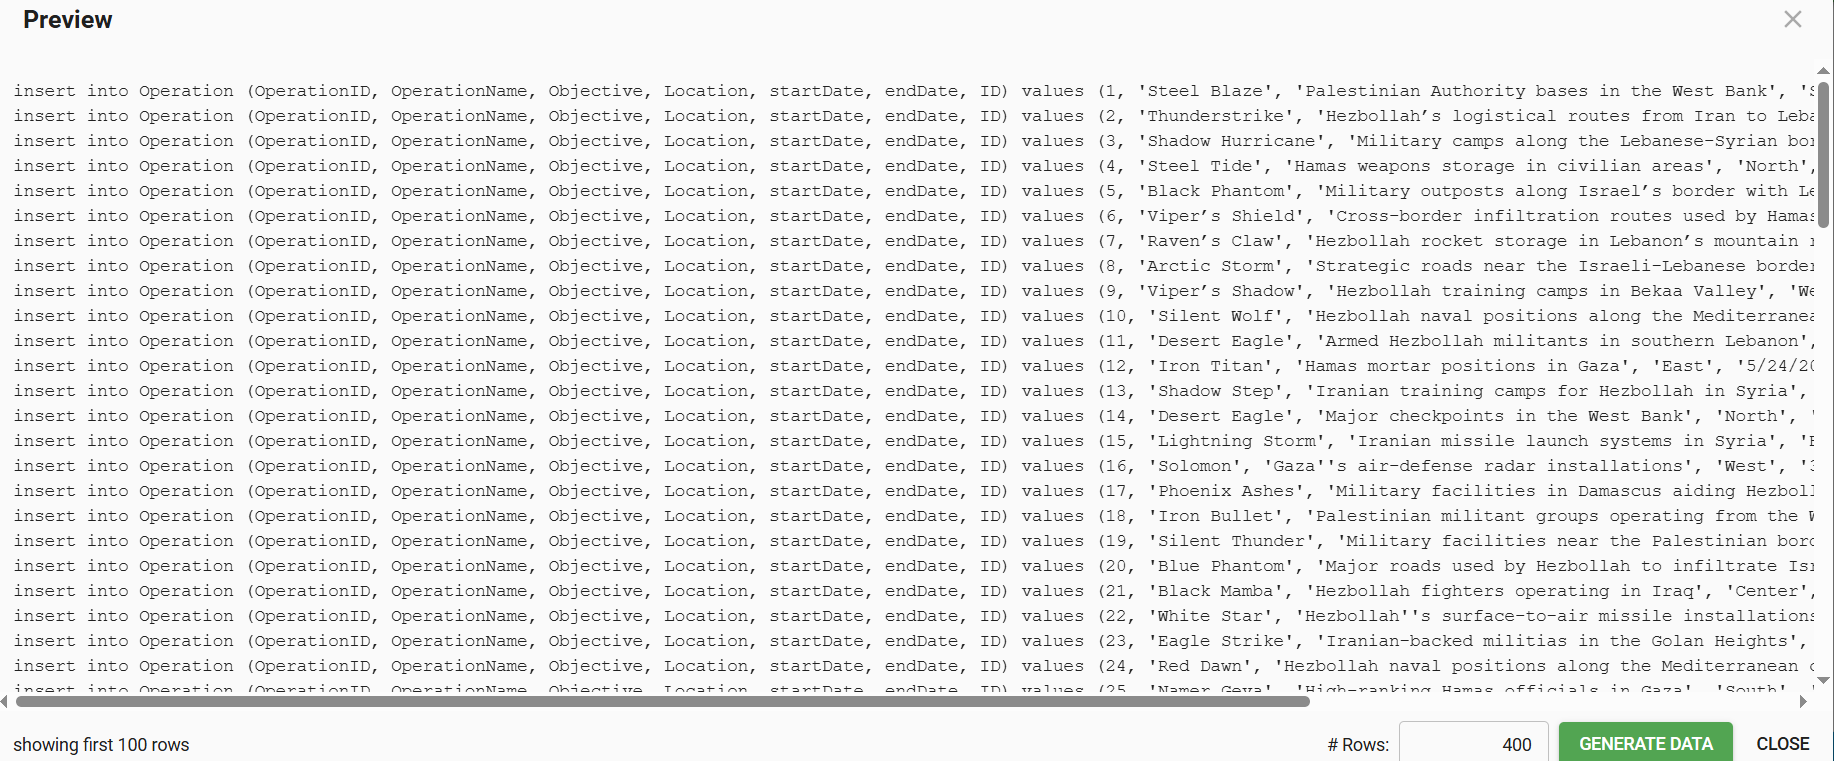 Preview
insert into Operation (OperationID, OperationName, Objective, Location, startDate, endDate, ID) values (1, 'Steel Blaze', 'Palestinian Authority bases in the West Bank', '
insert into Operation (OperationID, OperationName, Objective, Location, startDate, endDate, ID) values (2, 'Thunderstrike', 'Hezbollah’s logistical routes from Iran to Leba
insert into Operation (OperationID, OperationName, Objective, Location, startDate, endDate, ID) values (3, 'Shadow Hurricane', 'Military camps along the Lebanese-Syrian bor
insert into Operation (OperationID, OperationName, Objective, Location, startDate, endDate, ID) values (4, 'Steel Tide', 'Hamas weapons storage in civilian areas', 'North',
insert into Operation (OperationID, OperationName, Objective, Location, startDate, endDate, ID) values (5, 'Black Phantom', 'Military outposts along Israel’s border with Le
insert into Operation (OperationID, OperationName, Objective, Location, startDate, endDate, ID) values (6, 'Viper’s Shield', 'Cross-border infiltration routes used by Hamas
insert into Operation (OperationID, OperationName, Objective, Location, startDate, endDate, ID) values (7, 'Raven’s Claw', 'Hezbollah rocket storage in Lebanon’s mountain
insert into Operation (OperationID, OperationName, Objective, Location, startDate, endDate, ID) values (8, 'Arctic Storm', 'Strategic roads near the Israeli-Lebanese border
insert into Operation (OperationID, OperationName, Objective, Location, startDate, endDate, ID) values (9, 'Viper’s Shadow', 'Hezbollah training camps in Bekaa Valley', 'We
insert into Operation (OperationID, OperationName, Objective, Location, startDate, endDate, ID) values (10, 'Silent Wolf', 'Hezbollah naval positions along the Mediterranea
insert into Operation (OperationID, OperationName, Objective, Location, startDate, endDate, ID) values (11, 'Desert Eagle', 'Armed Hezbollah militants in southern Lebanon',
insert into Operation (OperationID, OperationName, Objective, Location, startDate, endDate, ID) values (12, 'Iron Titan', 'Hamas mortar positions in Gaza', 'East', '5/24/20
insert into Operation (OperationID, OperationName, Objective, Location, startDate, endDate, ID) values (13, 'Shadow Step', 'Iranian training camps for Hezbollah in Syria',
insert into Operation (OperationID, OperationName, Objective, Location, startDate, endDate, ID) values (14, 'Desert Eagle', 'Major checkpoints in the West Bank', 'North', '
insert into Operation (OperationID, OperationName, Objective, Location, startDate, endDate, ID) values (15, 'Lightning Storm', 'Iranian missile launch systems in Syria', '
insert into Operation (OperationID, OperationName, Objective, Location, startDate, endDate, ID) values (16, 'Solomon', 'Gaza''s air-defense radar installations', 'West', '3
insert into Operation (OperationID, OperationName, Objective, Location, startDate, endDate, ID) values (17, 'Phoenix Ashes', 'Military facilities in Damascus aiding Hezbol
insert into Operation (OperationID, OperationName, Objective, Location, startDate, endDate, ID) values (18, 'Iron Bullet', 'Palestinian militant groups operating from the W
insert into Operation (OperationID, OperationName, Objective, Location, startDate, endDate, ID) values (19, 'Silent Thunder', 'Military facilities near the Palestinian bord
insert into Operation (OperationID, OperationName, Objective, Location, startDate, endDate, ID) values (20, 'Blue Phantom', 'Major roads used by Hezbollah to infiltrate Isr
insert into Operation (OperationID, OperationName, Objective, Location, startDate, endDate, ID) values (21, 'Black Mamba', 'Hezbollah fighters operating in Iraq', 'Center',
insert into Operation (OperationID, OperationName, Objective, Location, startDate, endDate, ID) values (22, 'White Star', 'Hezbollah''s surface-to-air missile installations
insert into Operation (OperationID, OperationName, Objective, Location, startDate, endDate, ID) values (23, 'Eagle Strike', 'Iranian-backed militias in the Golan Heights',
insert into Operation (OperationID, OperationName, Objective, Location, startDate, endDate, ID) values (24, 'Red Dawn', 'Hezbollah naval positions along the Mediterranean c
insert into Operation (OperationID, OperationName, Objective, Location, startDate, endDate, ID) values (25, 'Namer Geva', 'High-ranking Hamas officials in Gaza', 'South', '
showing first 100 rows
# Rows: 400 GENERATE DATA CLOSE